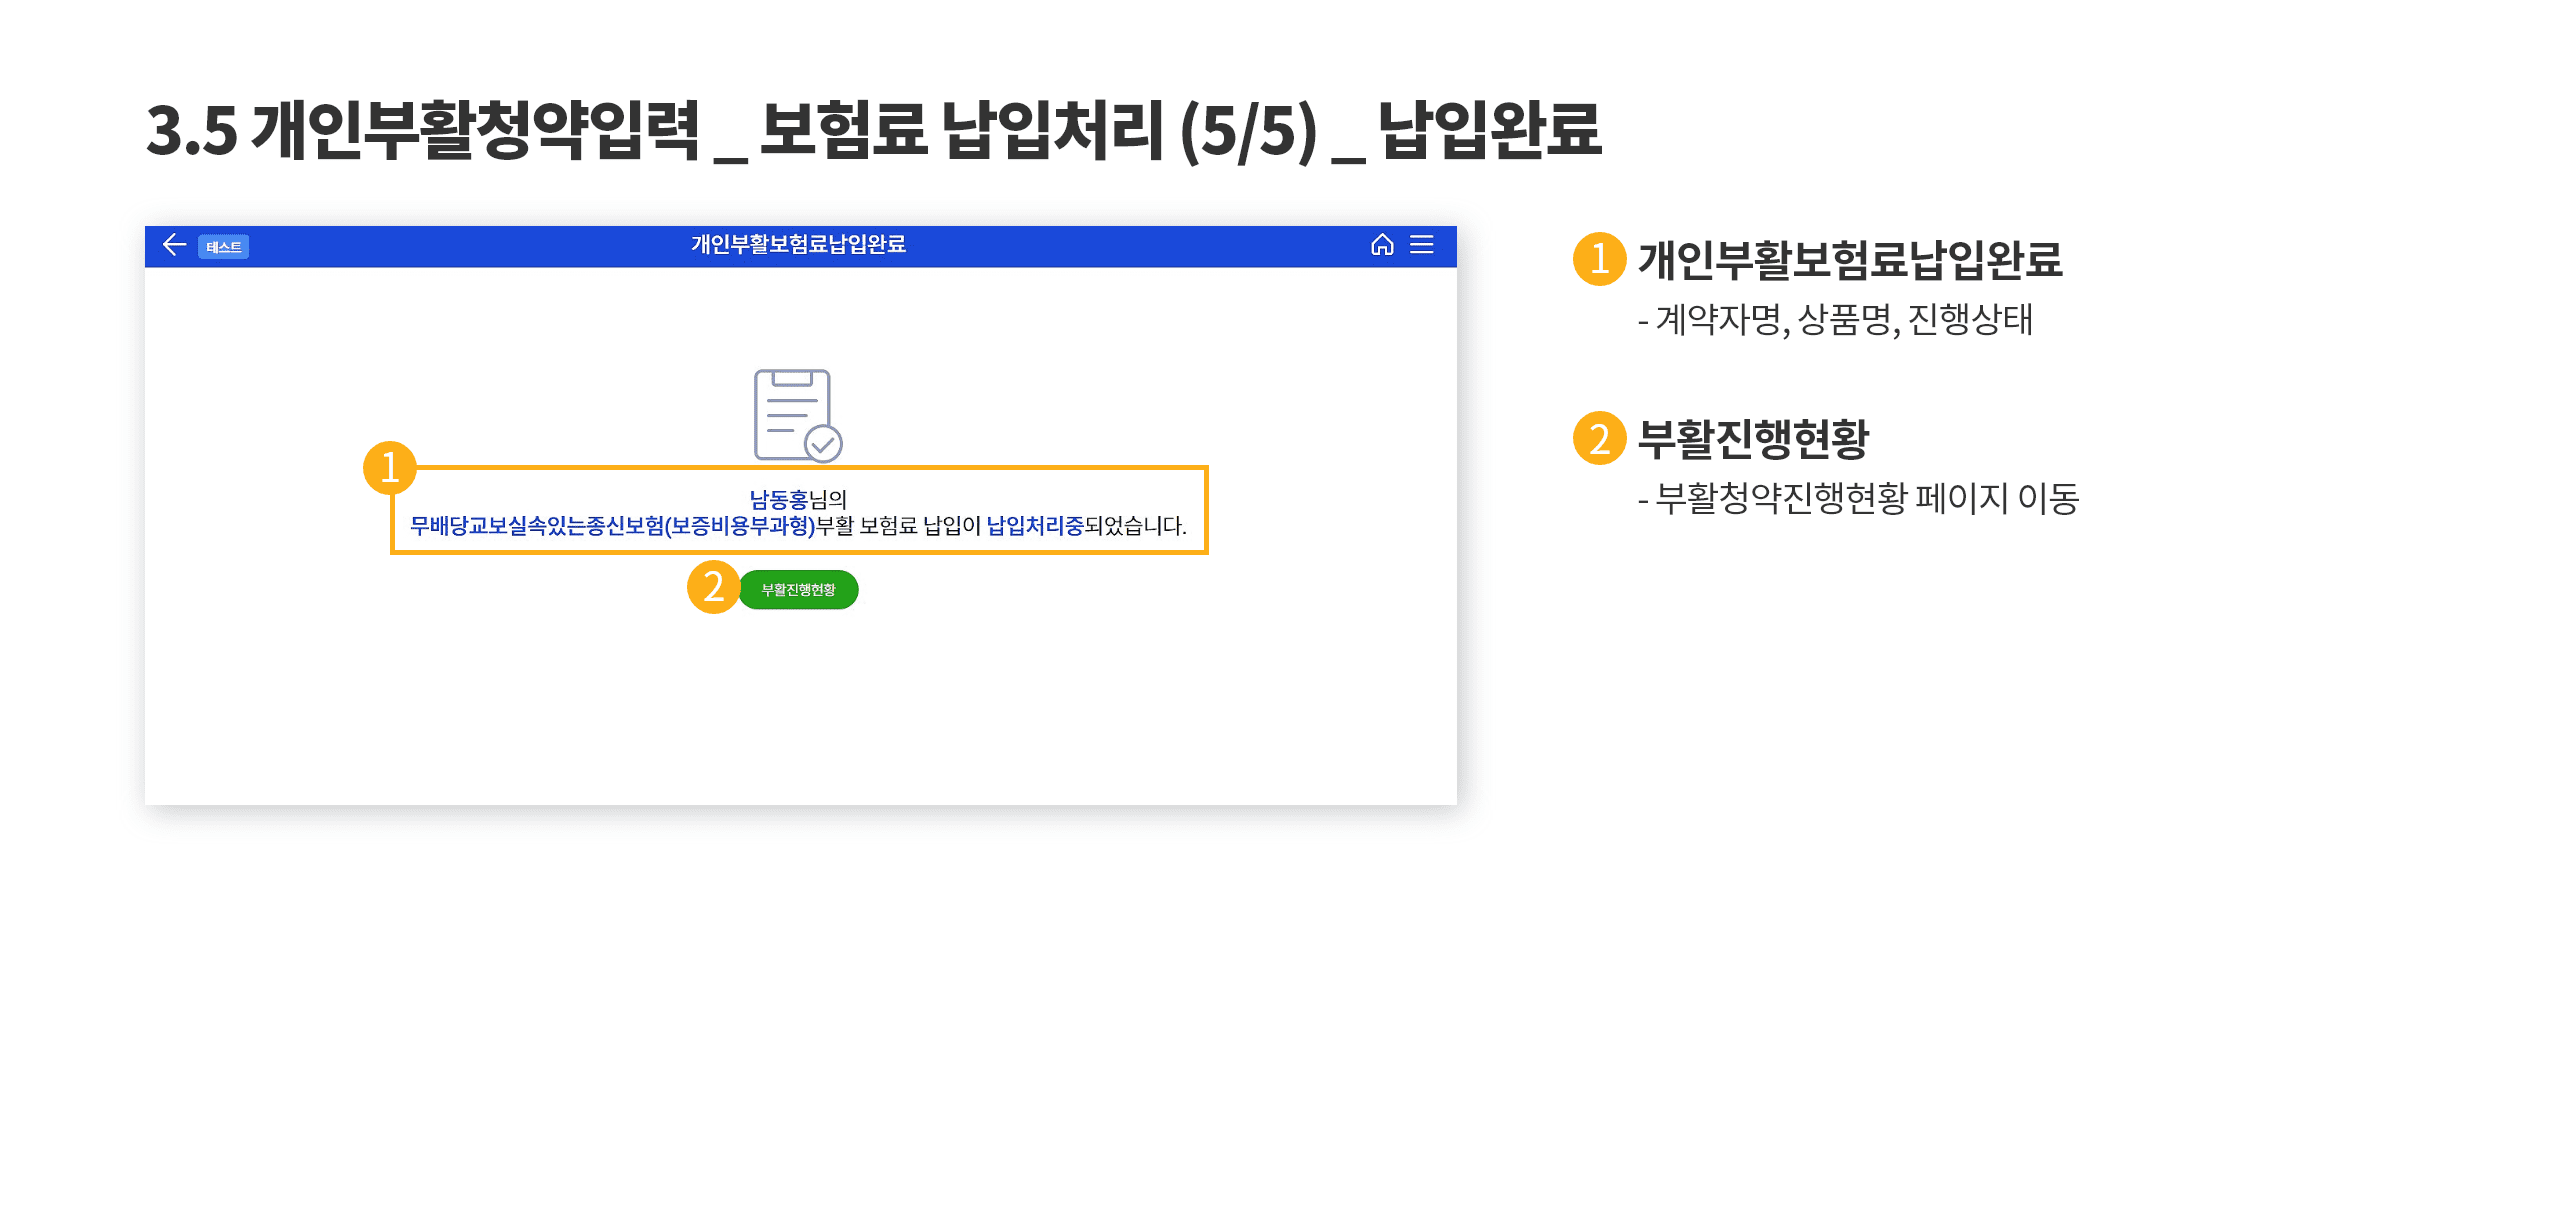 3.5 개인부활청약입력 _ 보험료 납입처리 (5/5) _ 납입완료
테스트
개인부활보험료납입완료
1
남동홍님의
무배당교보실속있는종신보험(보증비용부과형)부활 보험료 납입이 납입처리중되었습니다.
2
부활진행현황
1 개인부활보험료납입완료
- 계약자명, 상품명, 진행상태
2 부활진행현황
- 부활청약진행현황 페이지 이동